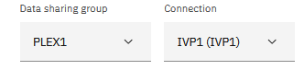 Data sharing group
Connection
PLEX1
IVP1 (IVP1)